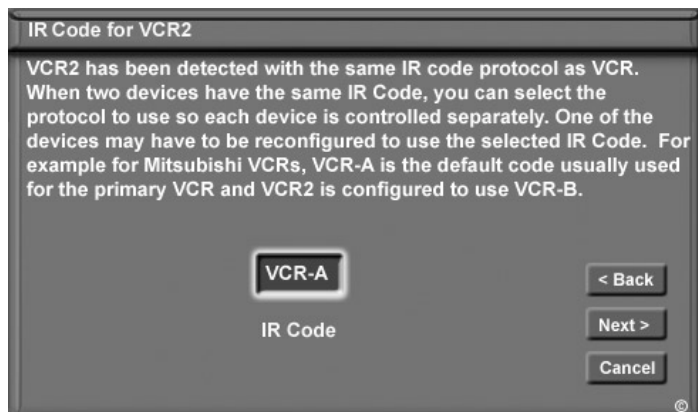 IR Code for VCR2
VCR2 has been detected with the same IR code protocol as VCR.
When two devices have the same IR Code, you can select the
protocol to use so each device is controlled separately. One of the
devices may have to be reconfigured to use the selected IR Code. For
example for Mitsubishi VCRs, VCR-A is the default code usually used
for the primary VCR and VCR2 is configured to use VCR-B.
VCR-A
IR Code
< Back
Next >
Cancel
©